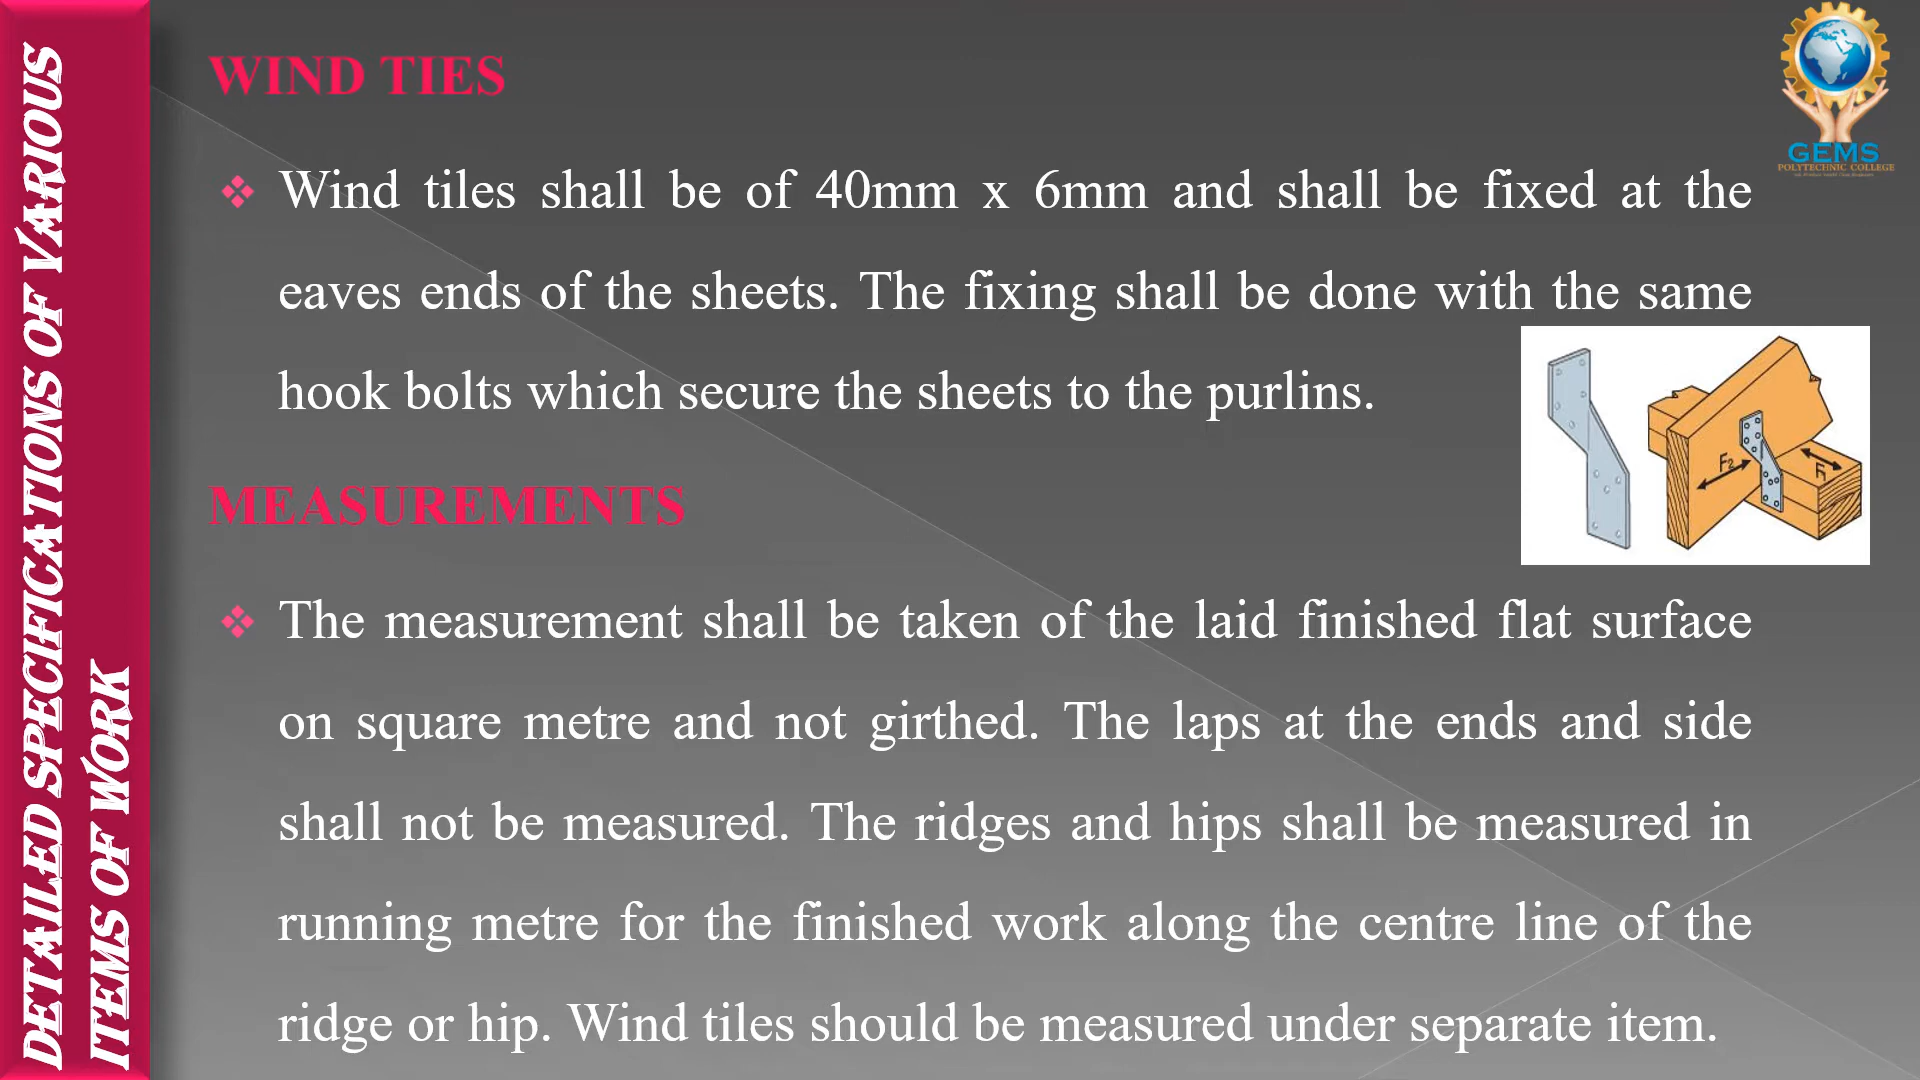 DETAILED SPECIFICATIONS OF VARIOUS
ITEMS OF WORK
WIND TIES
Wind tiles shall be of 40mm x 6mm and shall be fixed at the
eaves ends of the sheets. The fixing shall be done with the same
hook bolts which secure the sheets to the purlins.
F2
F1
MEASUREMENTS
The measurement shall be taken of the laid finished flat surface
on square metre and not girthed. The laps at the ends and side
shall not be measured. The ridges and hips shall be measured in
running metre for the finished work along the centre line of the
ridge or hip. Wind tiles should be measured under separate item.
GEMS
POLYTECHNIC COLLEGE